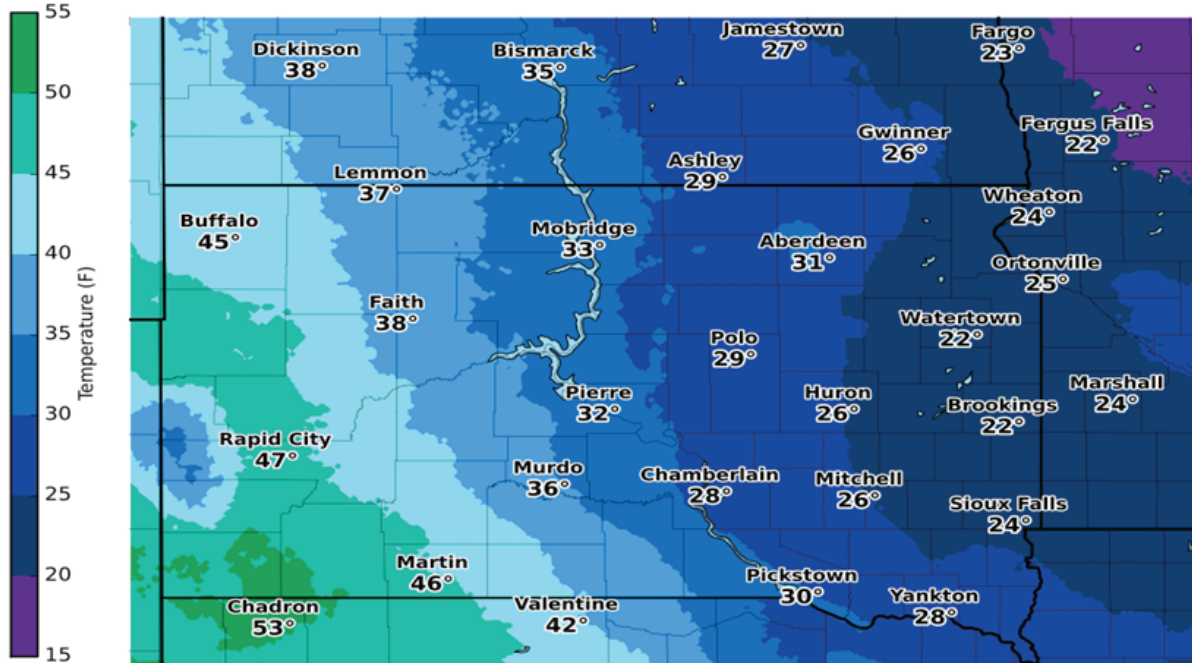 55
50
45
40
35
30
25
20
15
Temperature (F)
Dickinson
38°
Bismarck
35°
Jamestown
27°
Fargo
23°
Gwinner
26°
Fergus Falls
22°
Lemmon
37°
Ashley
29°
Wheaton
24°
Buffalo
45°
Mobridge
33°
Aberdeen
31°
Ortonville
25°
Faith
38°
Polo
29°
Watertown
22°
Pierre
32°
Huron
26°
Brookings
22°
Marshall
24°
Rapid City
47°
Murdo
36°
Chamberlain
28°
Mitchell
26°
Sioux Falls
24°
Martin
46°
Pickstown
30°
Chadron
53°
Valentine
42°
Yankton
28°